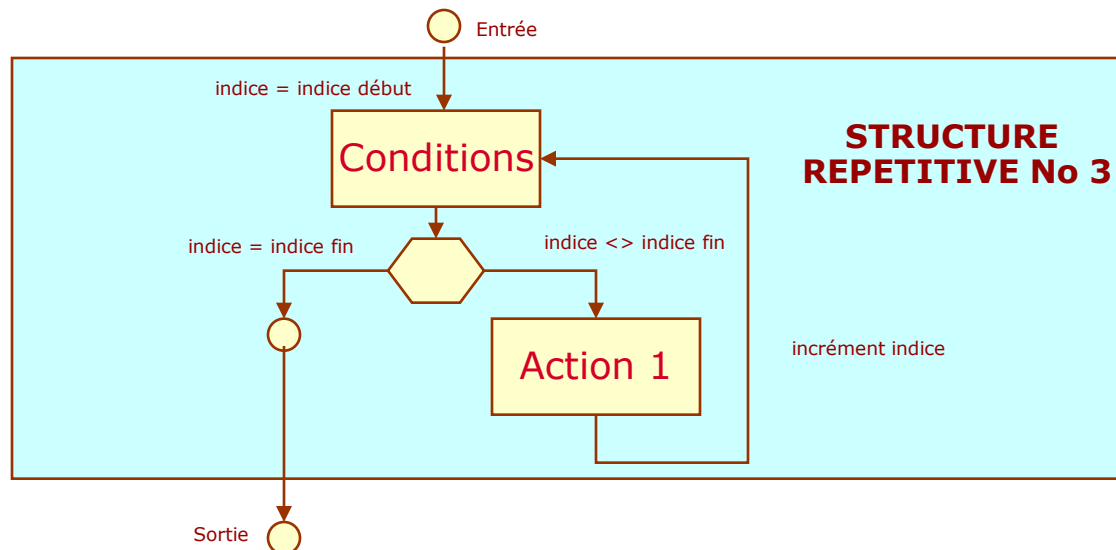 Entrée
indice = indice début
Conditions
STRUCTURE
REPETITIVE No 3
indice = indice fin
indice <> indice fin
Action 1
incrément indice
Sortie